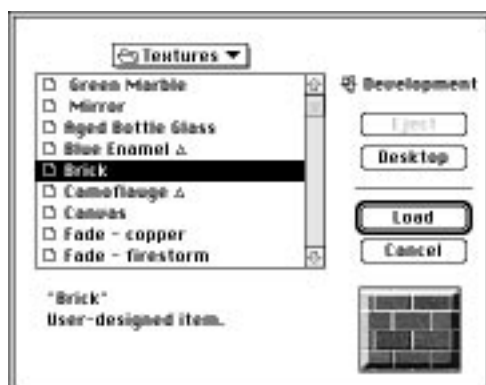 Textures
Green Marble
Mirror
Aged Bottle Glass
Blue Enamel △
Brick
Camoflauge △
Canvas
Fade - copper
Fade - firestorm
Development
Eject
Desktop
Load
Cancel
"Brick"
User-designed item.